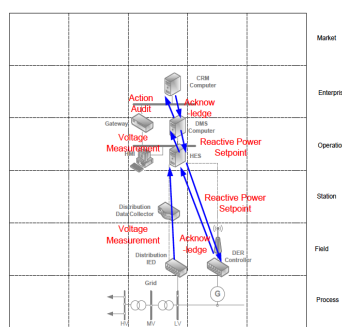 Market
CRM
Computer
Enterpris
Action
Audit
Acknow
-ledge
Gateway
DMS
Computer
Voltage
Measurement
Reactive Power
Setpoint
Operatio
HMI
HES
Station
Reactive Power
Setpoint
Distribution
Data Collector
Voltage
Measurement
Acknow
-ledge
Field
Distribution
IED
DER
Controller
Grid
G
Process
HV
MV
LV